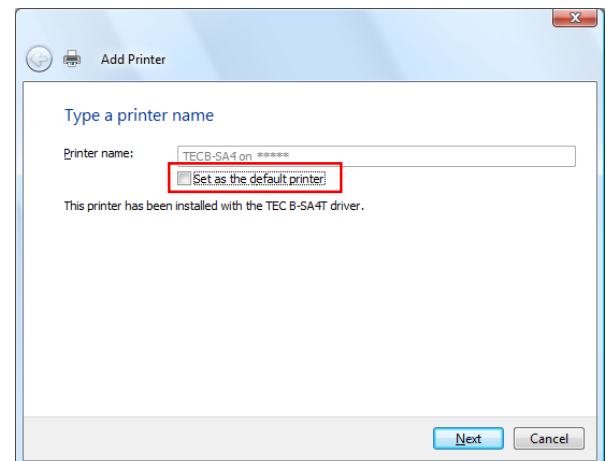 Add Printer
Type a printer name
Printer name: TECB-SA4 on *****
Set as the default printer
This printer has been installed with the TEC B-SA4T driver.
Next Cancel